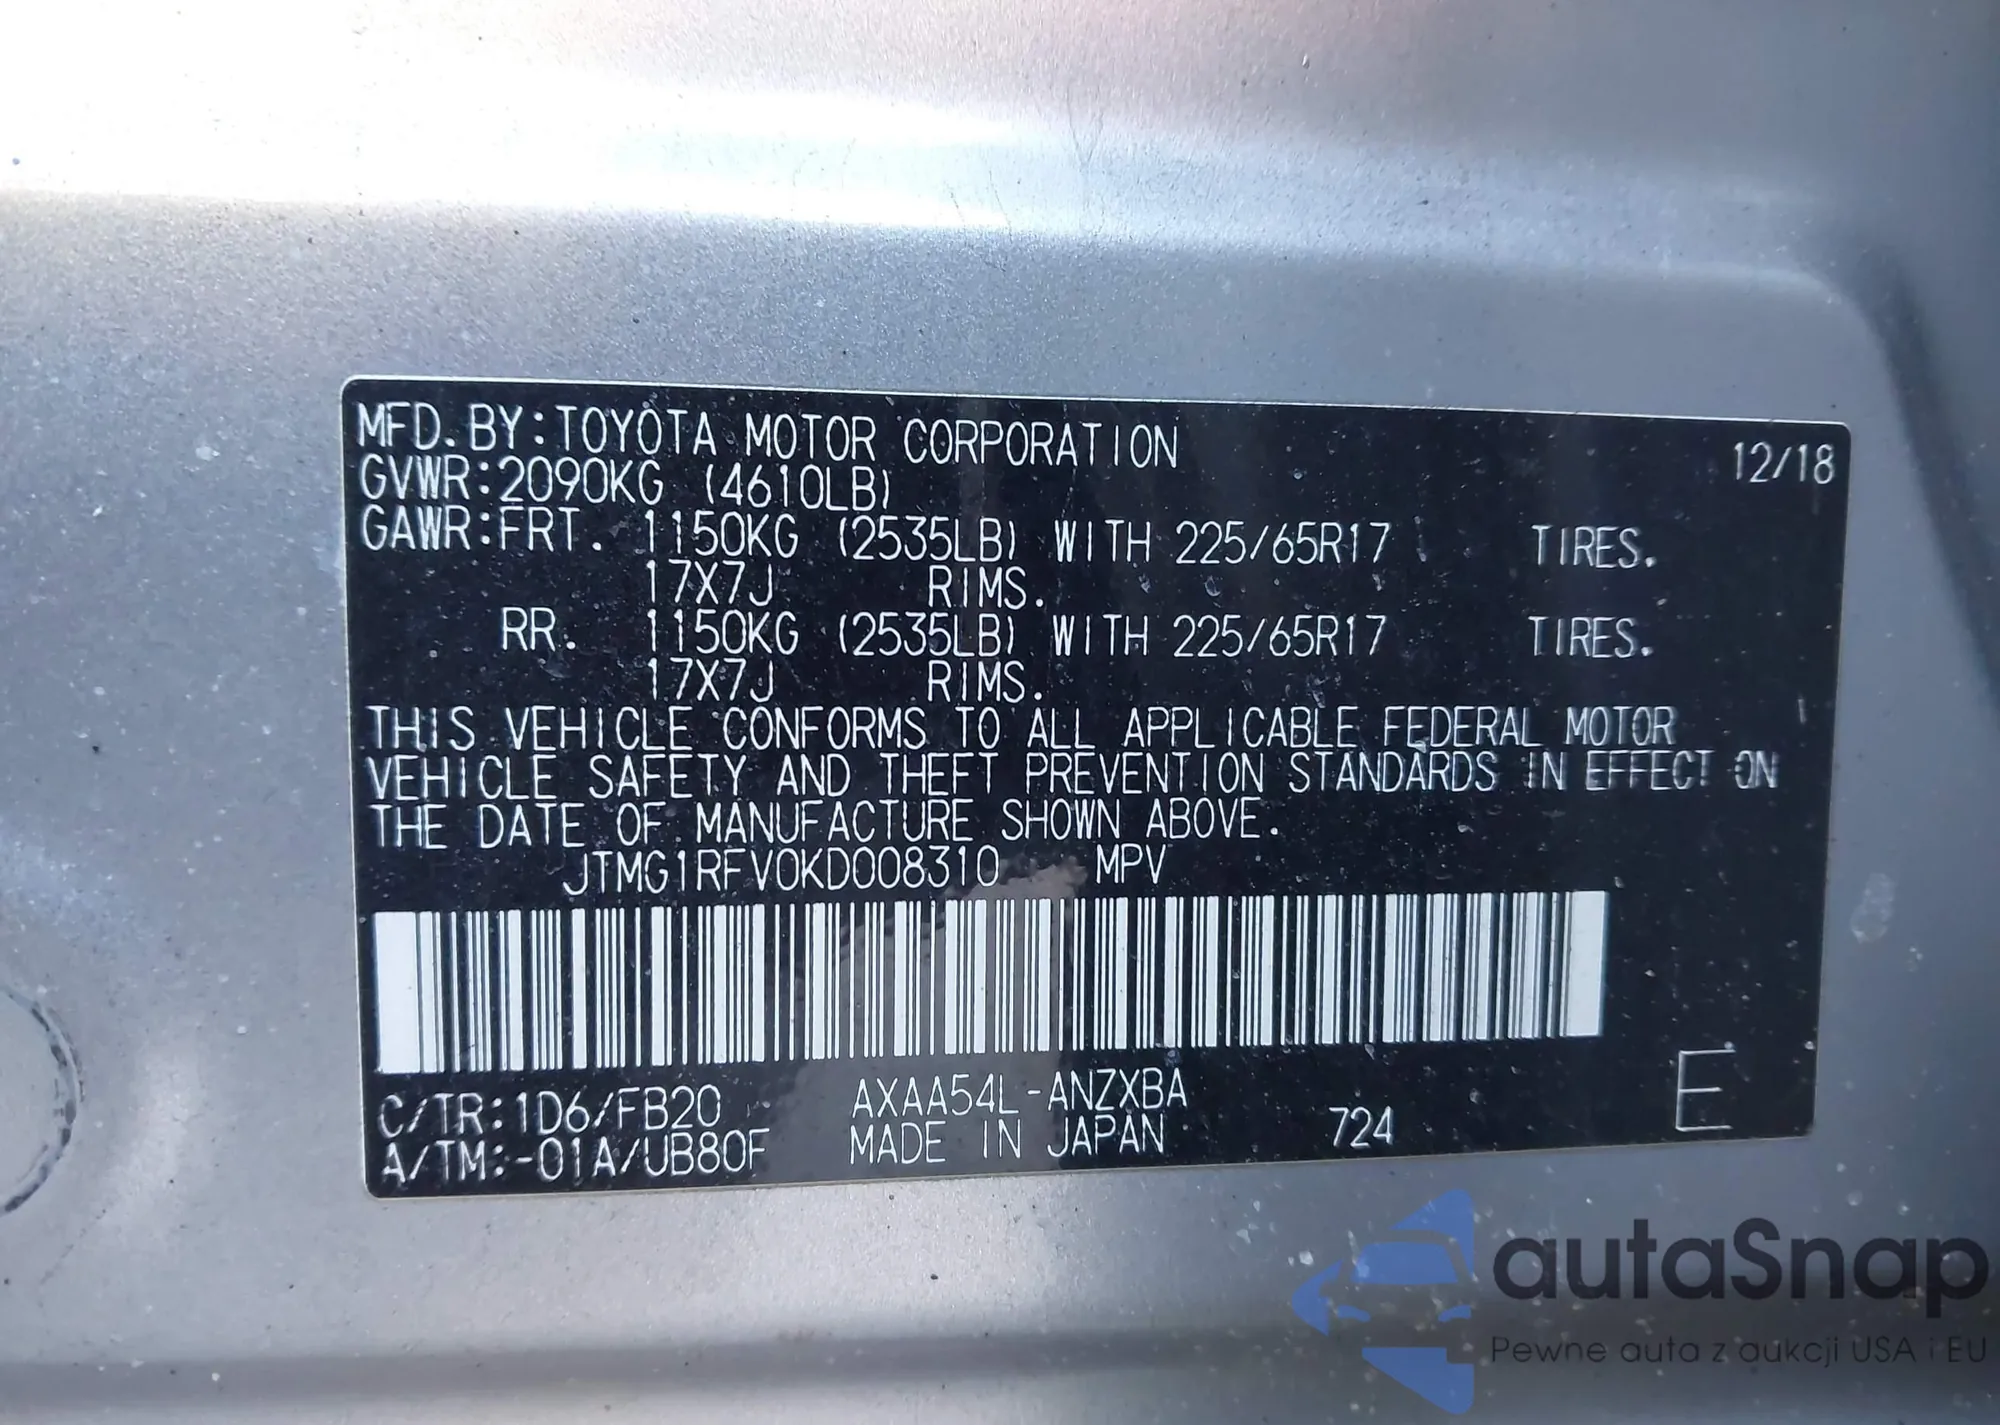 MFD. BY: TOYOTA MOTOR CORPORATION 12/18
GVWR: 2090KG (4610LB)
GAWR: FRT. 1150KG (2535LB) WITH 225/65R17 TIRES.
17X7J RIMS.
RR. 1150KG (2535LB) WITH 225/65R17 TIRES.
17X7J RIMS.
THIS VEHICLE CONFORMS TO ALL APPLICABLE FEDERAL MOTOR
VEHICLE SAFETY AND THEFT PREVENTION STANDARDS IN EFFECT ON
THE DATE OF MANUFACTURE SHOWN ABOVE.
JTMG1RFV0KD008310 MPV
C/TR: 1D6/FB20 AXAA54L-ANZXBA
A/TM: -01A/UB80F MADE IN JAPAN 724 E
autaSnap
Pewne auta z aukcji USA i EU